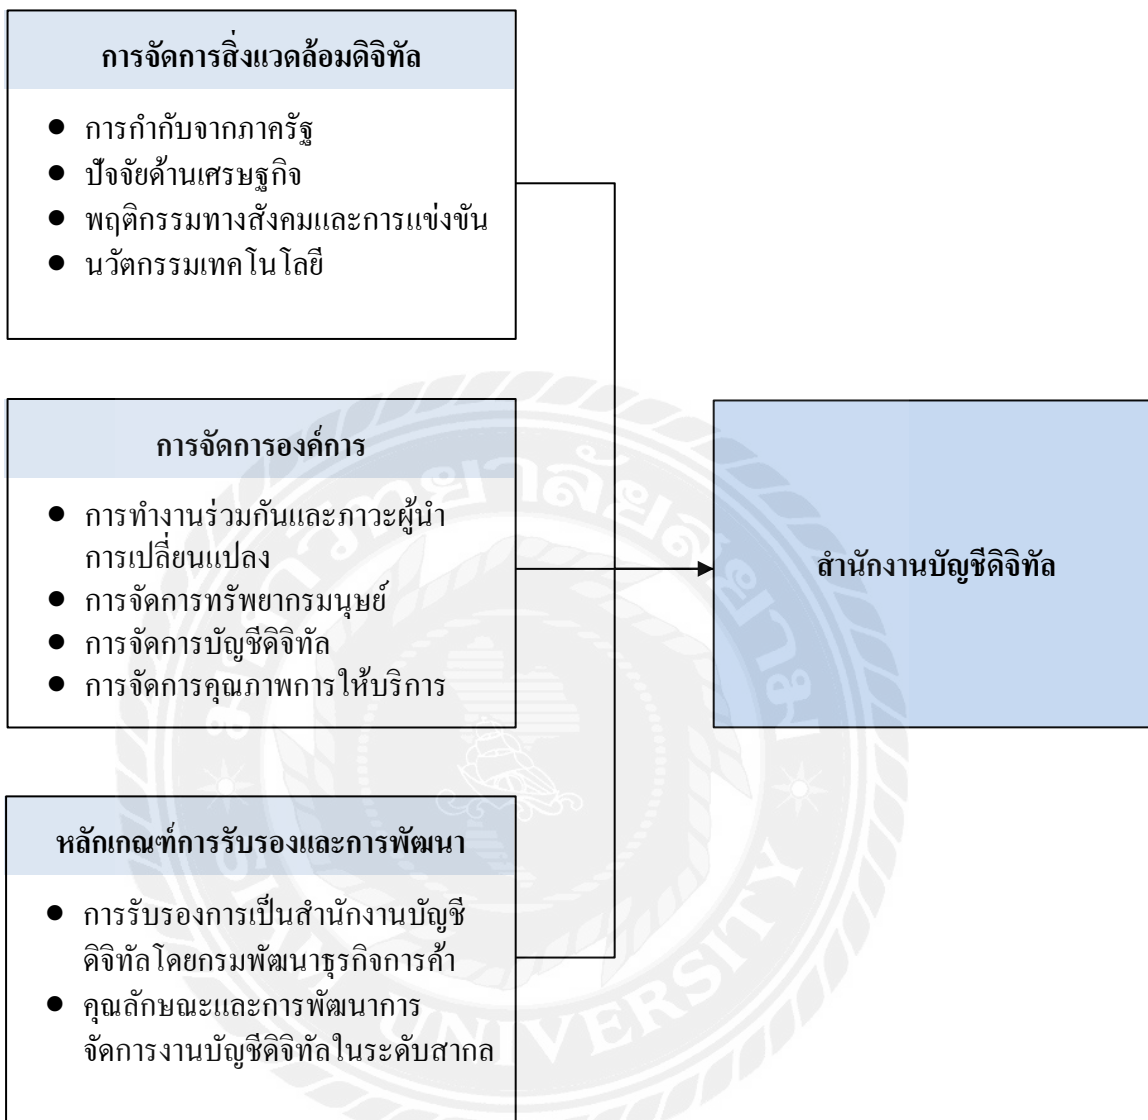 การจัดการสิ่งแวดล้อมดิจิทัล
● การกำกับจากภาครัฐ
● ปัจจัยด้านเศรษฐกิจ
● พฤติกรรมทางสังคมและการแข่งขัน
● นวัตกรรมเทคโนโลยี
การจัดการองค์การ
● การทำงานร่วมกันและภาวะผู้นำ
การเปลี่ยนแปลง
● การจัดการทรัพยากรมนุษย์
● การจัดการบัญชีดิจิทัล
● การจัดการคุณภาพการให้บริการ
สำนักงานบัญชีดิจิทัล
หลักเกณฑ์การรับรองและการพัฒนา
● การรับรองการเป็นสำนักงานบัญชี
ดิจิทัลโดยกรมพัฒนาธุรกิจการค้า
● คุณลักษณะและการพัฒนาการ
จัดการงานบัญชีดิจิทัลในระดับสากล
มหาวิทยาลัยสยาม
UNIVERSITY